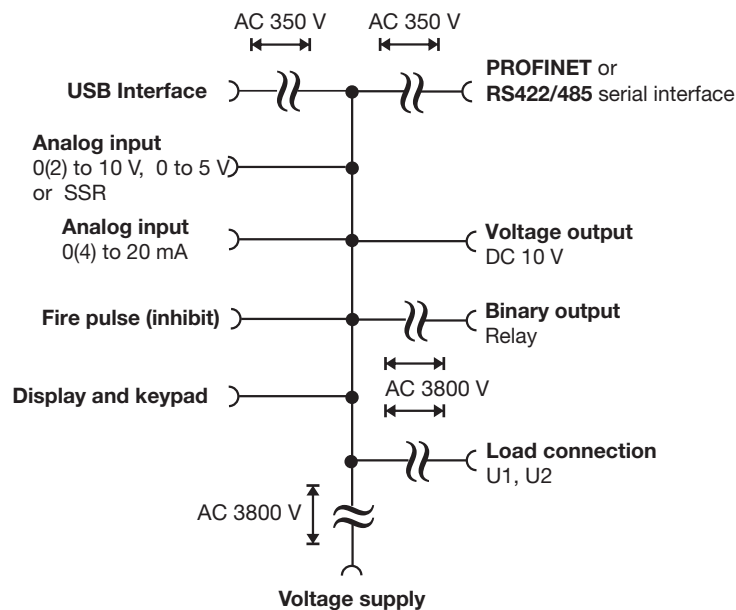 AC 350 V
AC 350 V
USB Interface
PROFINET or
RS422/485 serial interface
Analog input
0(2) to 10 V, 0 to 5 V
or SSR
Analog input
0(4) to 20 mA
Voltage output
DC 10 V
Fire pulse (inhibit)
Binary output
Relay
AC 3800 V
Display and keypad
Load connection
U1, U2
AC 3800 V
Voltage supply